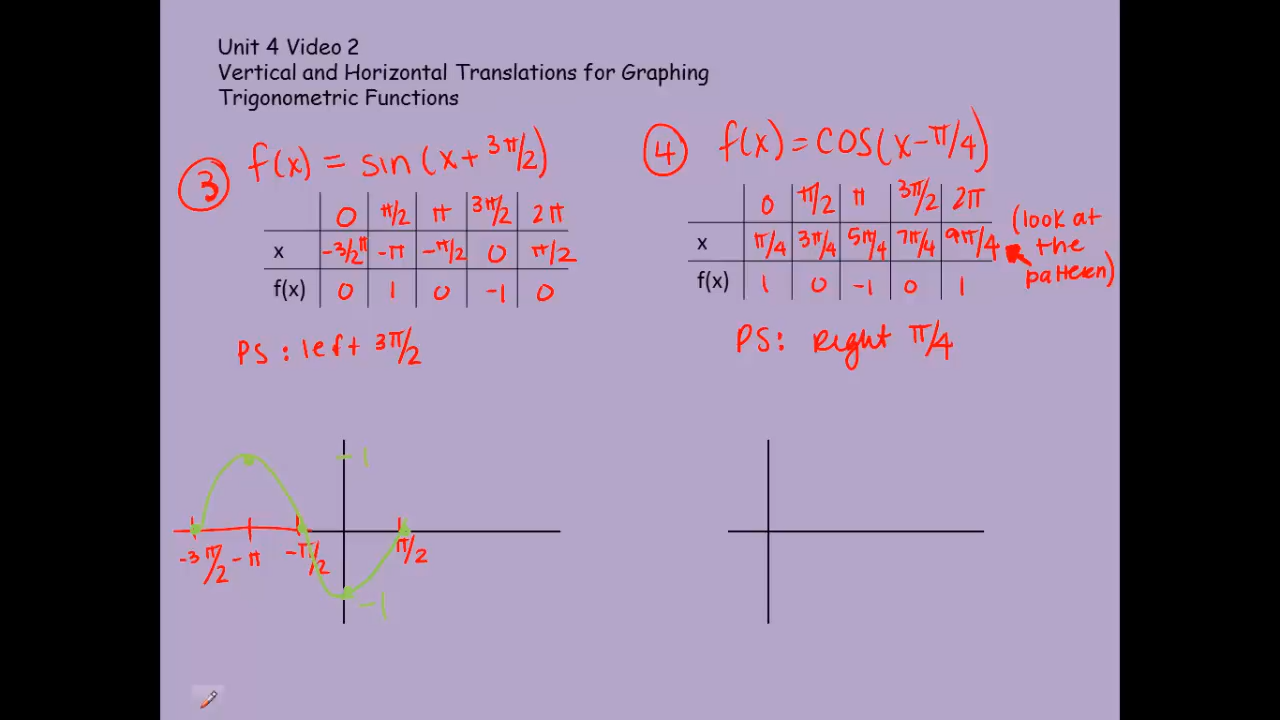 Unit 4 Video 2
Vertical and Horizontal Translations for Graphing
Trigonometric Functions
3 f(x) = sin (x + 3π/2)
0 π/2 π 3π/2 2π
x -3/2π -π -π/2 0 π/2
f(x) 0 1 0 -1 0
PS: left 3π/2
-1
-3π/2 -π -π/2 π/2
-1
4 f(x) = COS(x - π/4)
0 π/2 π 3π/2 2π
x π/4 3π/4 5π/4 7π/4 9π/4
f(x) 1 0 -1 0 1
(look at
the
pattern)
PS: right π/4